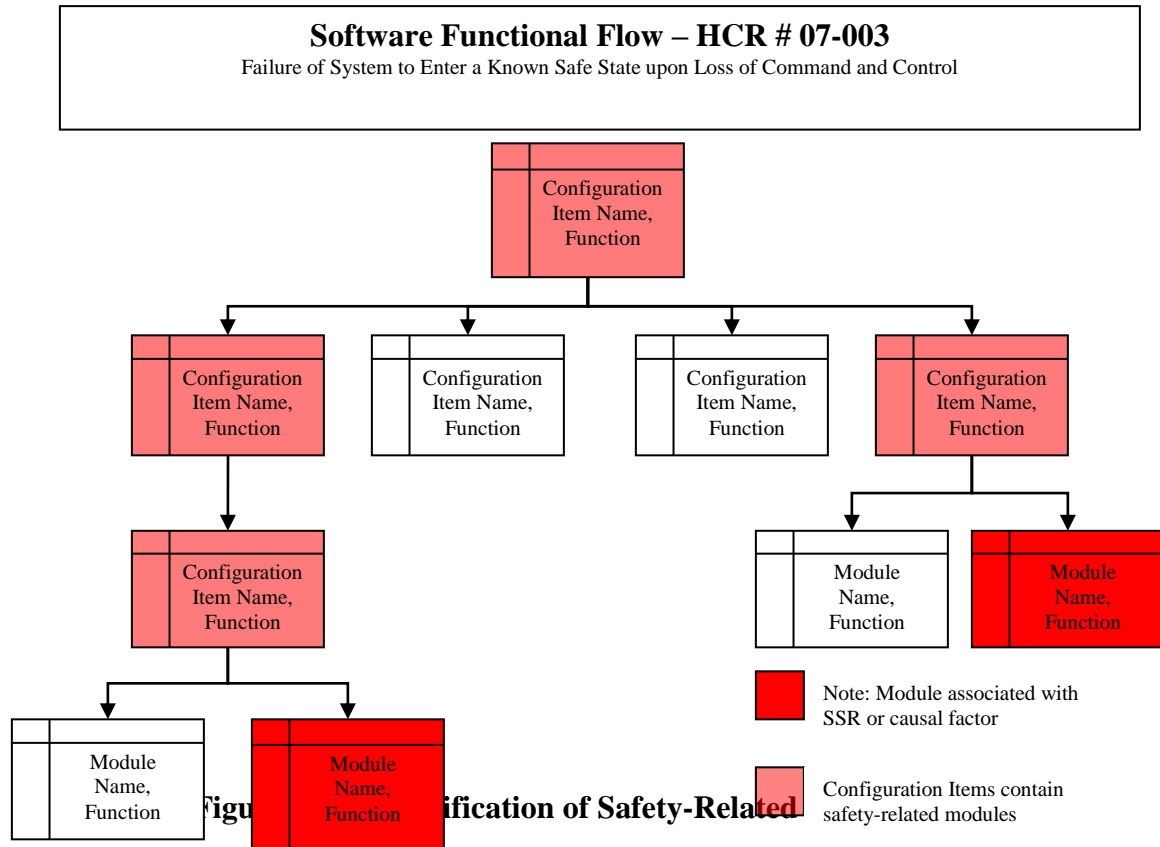 Software Functional Flow – HCR # 07-003
Failure of System to Enter a Known Safe State upon Loss of Command and Control
Configuration
Item Name,
Function
Configuration
Item Name,
Function
Configuration
Item Name,
Function
Configuration
Item Name,
Function
Configuration
Item Name,
Function
Configuration
Item Name,
Function
Module
Name,
Function
Module
Name,
Function
Module
Name,
Function
Module
Name,
Function
Note: Module associated with
SSR or causal factor
Configuration Items contain
safety-related modules
of Safety-Related